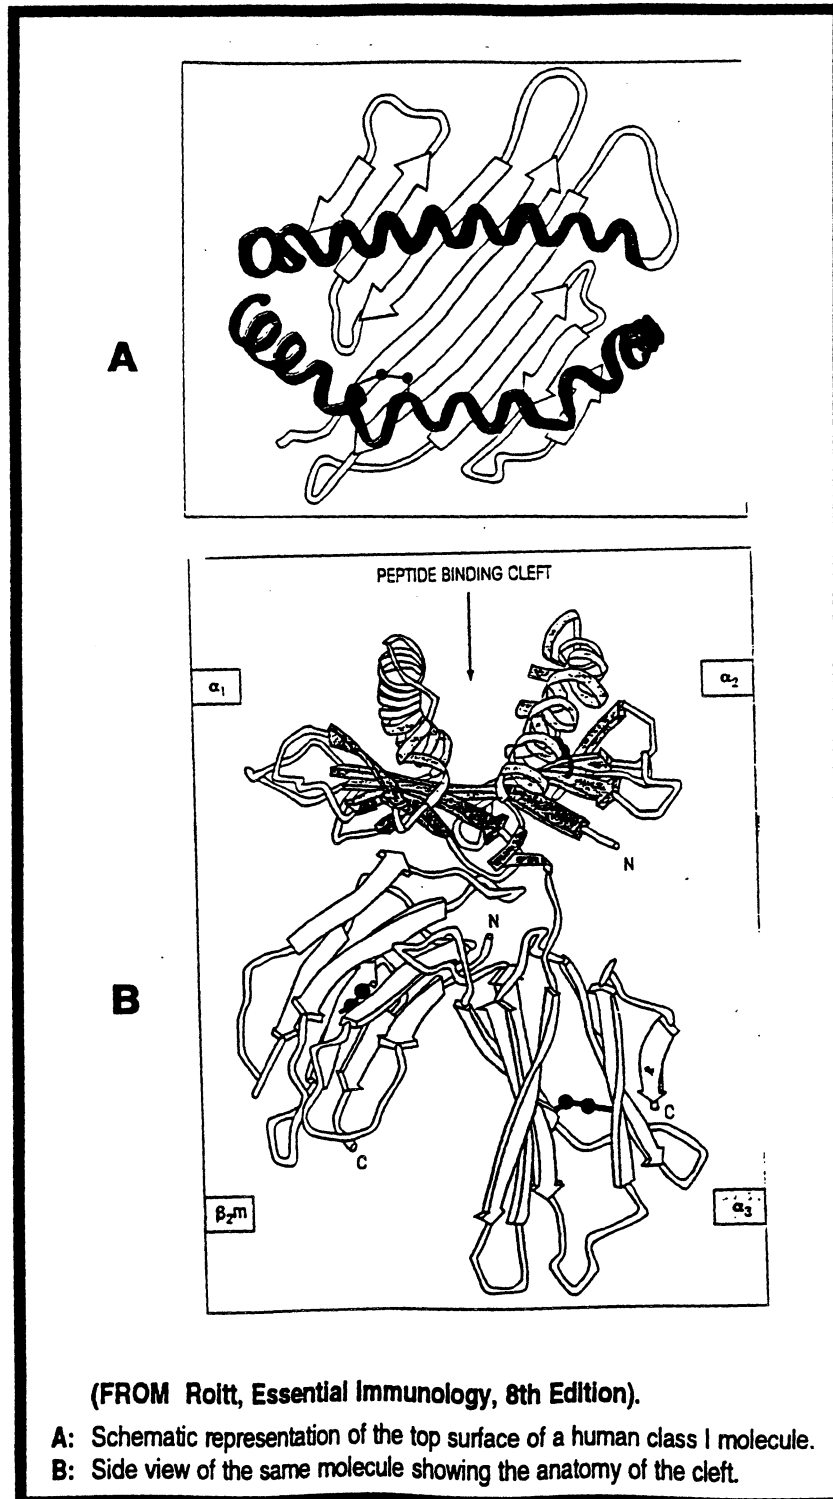 A
PEPTIDE BINDING CLEFT
α₁
α₂
N
N
B
C
C
β₂m
α₃
(FROM Roitt, Essential Immunology, 8th Edition).
A: Schematic representation of the top surface of a human class I molecule.
B: Side view of the same molecule showing the anatomy of the cleft.